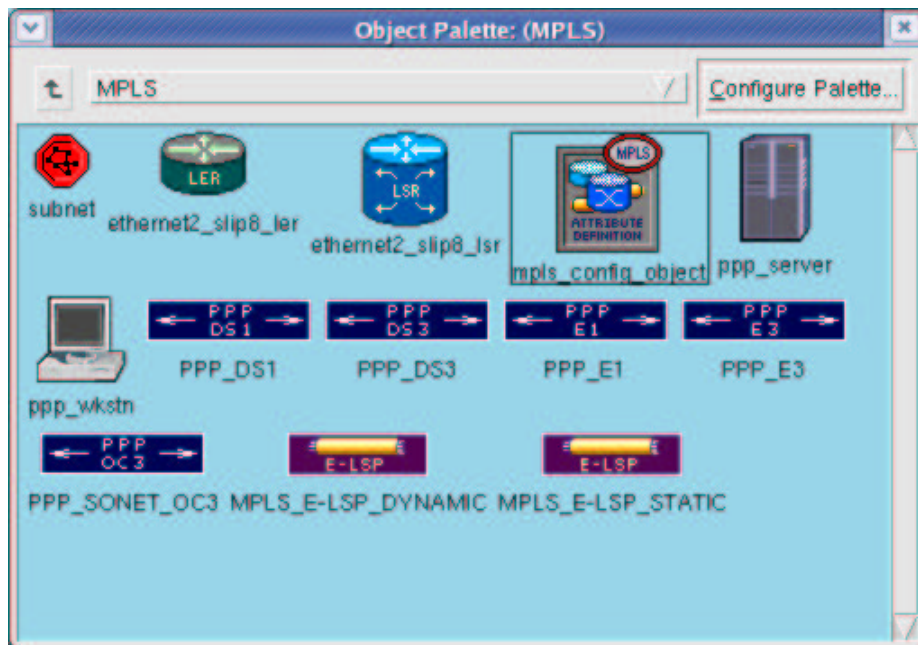 Object Palette: (MPLS)
MPLS
Configure Palette...
LER
LSR
MPLS
ATTRIBUTE
DEFINITION
subnet
ethernet2_slip8_ler
ethernet2_slip8_lsr
mpls_config_object
ppp_server
PPP
DS1
PPP
DS3
PPP
E1
PPP
E3
ppp_wkstn
PPP_DS1
PPP_DS3
PPP_E1
PPP_E3
PPP
OC3
E-LSP
E-LSP
PPP_SONET_OC3
MPLS_E-LSP_DYNAMIC
MPLS_E-LSP_STATIC